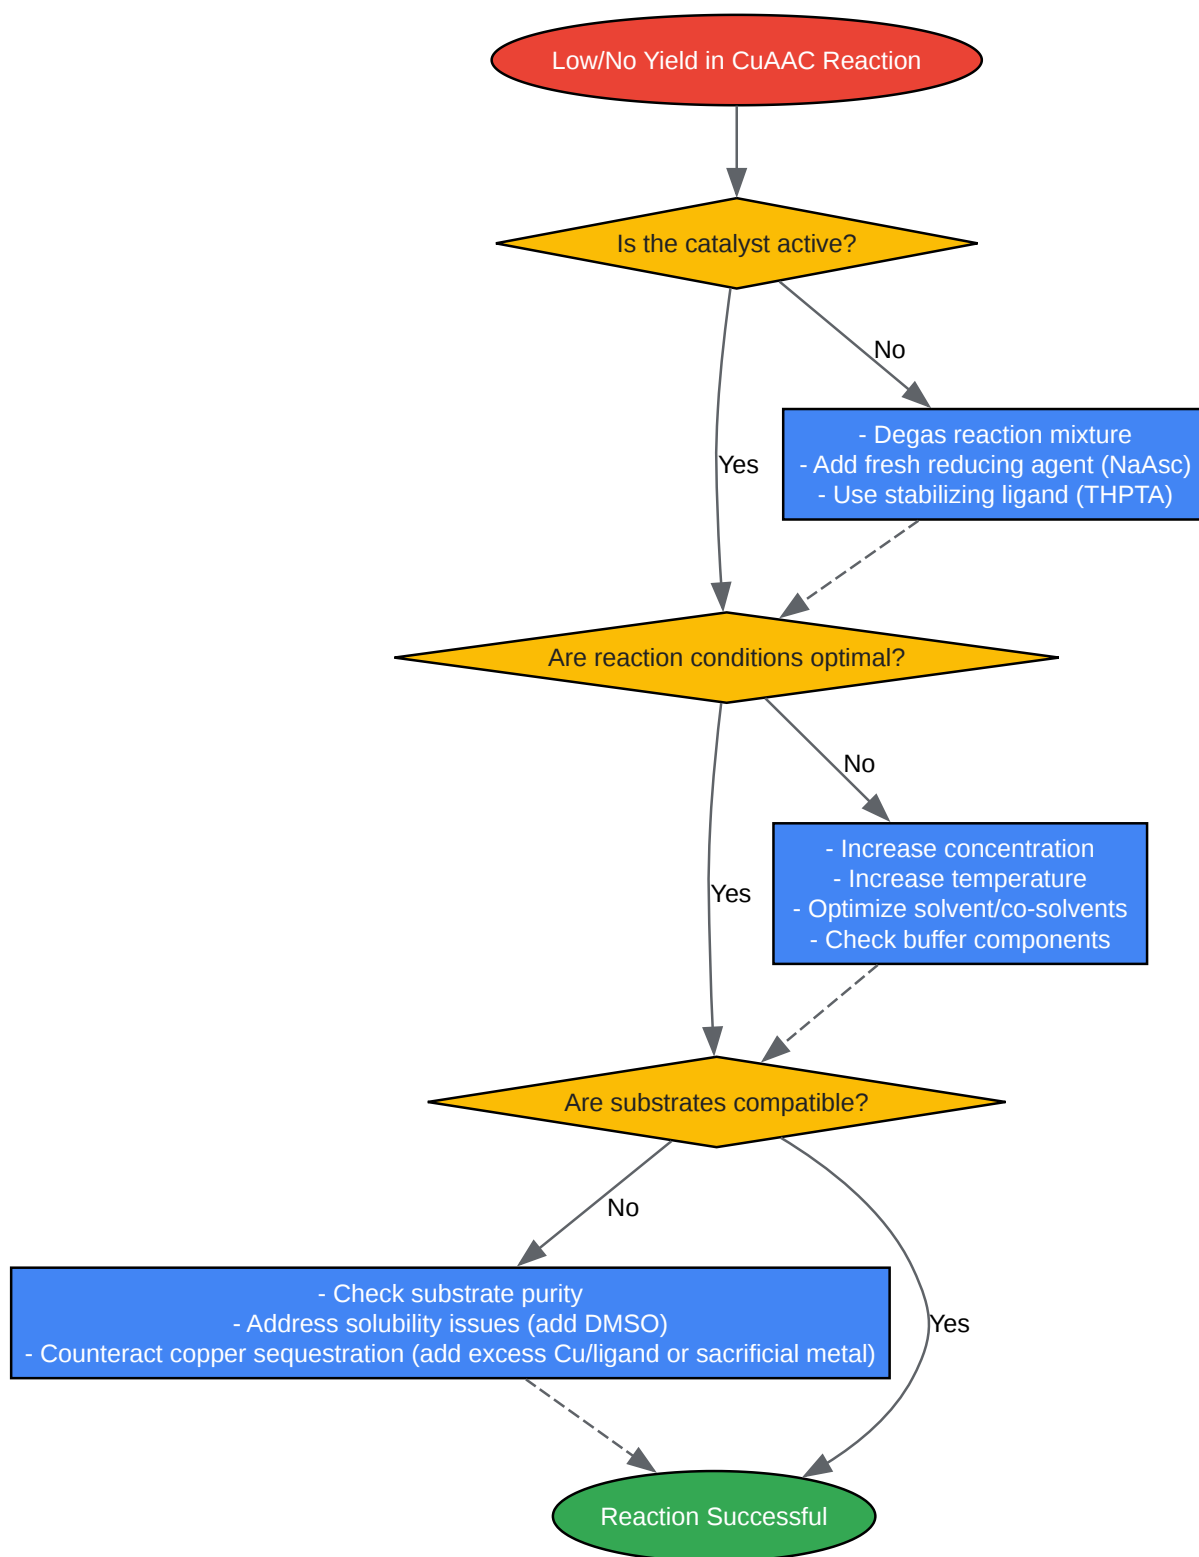 Low/No Yield in CuAAC Reaction
Is the catalyst active?
No
- Degas reaction mixture
- Add fresh reducing agent (NaAsc)
- Use stabilizing ligand (THPTA)
Yes
Are reaction conditions optimal?
No
- Increase concentration
- Increase temperature
- Optimize solvent/co-solvents
- Check buffer components
Yes
Are substrates compatible?
No
- Check substrate purity
- Address solubility issues (add DMSO)
- Counteract copper sequestration (add excess Cu/ligand or sacrificial metal)
Yes
Reaction Successful